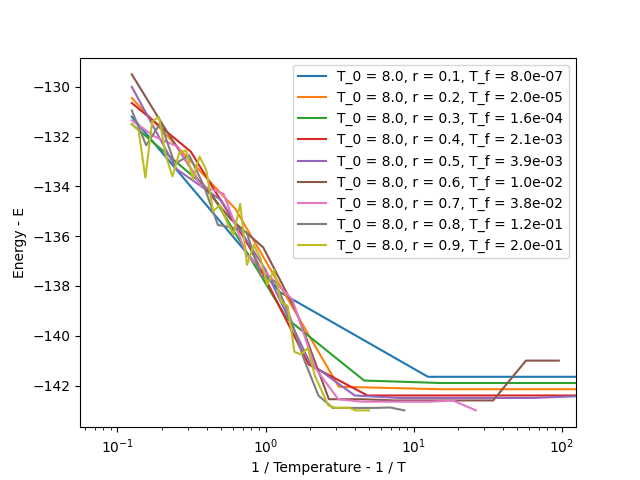 T_0 = 8.0, r = 0.1, T_f = 8.0e-07
T_0 = 8.0, r = 0.2, T_f = 2.0e-05
T_0 = 8.0, r = 0.3, T_f = 1.6e-04
T_0 = 8.0, r = 0.4, T_f = 2.1e-03
T_0 = 8.0, r = 0.5, T_f = 3.9e-03
T_0 = 8.0, r = 0.6, T_f = 1.0e-02
T_0 = 8.0, r = 0.7, T_f = 3.8e-02
T_0 = 8.0, r = 0.8, T_f = 1.2e-01
T_0 = 8.0, r = 0.9, T_f = 2.0e-01
Energy - E
−130
−132
−134
−136
−138
−140
−142
10⁻¹ 10⁰ 10¹ 10²
1 / Temperature - 1 / T